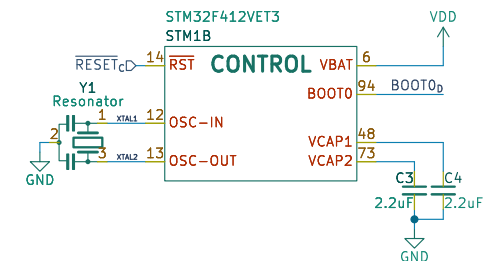 STM32F412VET3
STM1B
VDD
RESET C
14
RST
CONTROL
VBAT
6
BOOT0
94
BOOT0D
Y1
Resonator
1
XTAL1
12
OSC-IN
2
3
XTAL2
13
OSC-OUT
VCAP1
48
VCAP2
73
GND
C3
2.2uF
C4
2.2uF
GND